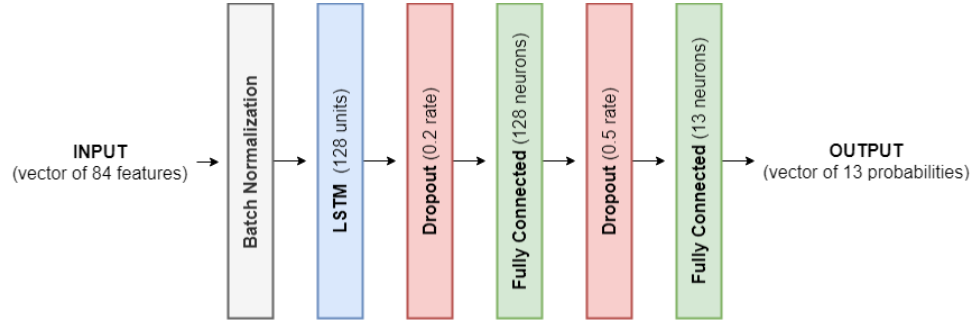 INPUT
(vector of 84 features)
Batch Normalization
LSTM (128 units)
Dropout (0.2 rate)
Fully Connected (128 neurons)
Dropout (0.5 rate)
Fully Connected (13 neurons)
OUTPUT
(vector of 13 probabilities)